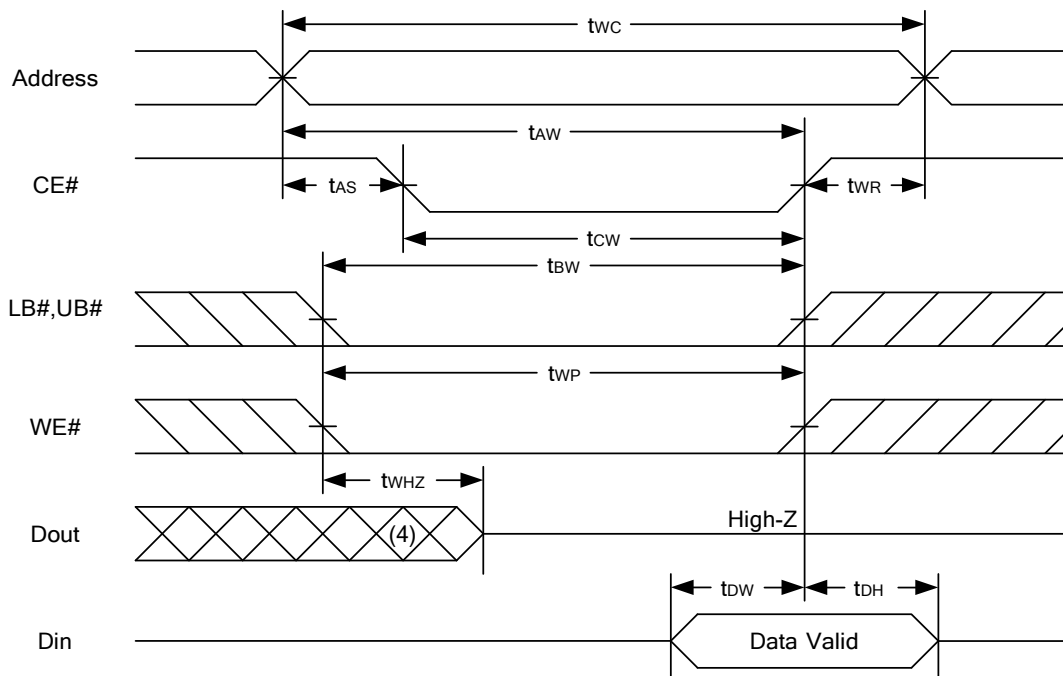 tWC
Address
tAW
CE#
tAS
tWR
tCW
tBW
LB#,UB#
tWP
WE#
tWHZ
Dout
(4)
High-Z
tDW
tDH
Din
Data Valid